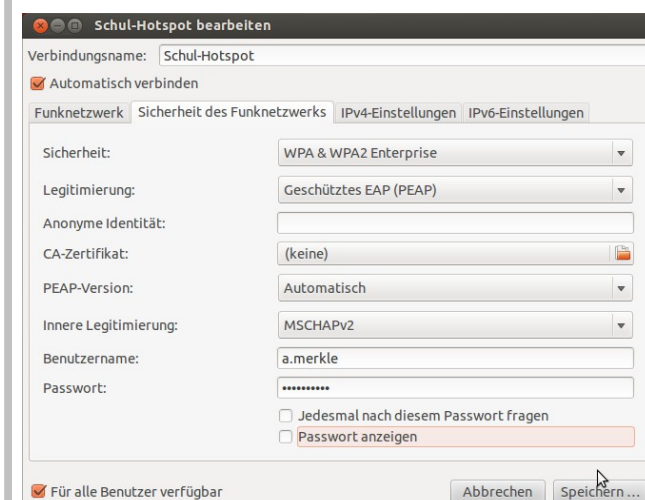 Schul-Hotspot bearbeiten
Verbindungsname: Schul-Hotspot
Automatisch verbinden
Funknetzwerk Sicherheit des Funknetzwerks IPv4-Einstellungen IPv6-Einstellungen
Sicherheit: WPA & WPA2 Enterprise
Legitimierung: Geschütztes EAP (PEAP)
Anonyme Identität:
CA-Zertifikat: (keine)
PEAP-Version: Automatisch
Innere Legitimierung: MSCHAPv2
Benutzername: a.merkle
Passwort: ••••••••••
Jedesmal nach diesem Passwort fragen
Passwort anzeigen
Für alle Benutzer verfügbar Abbrechen Speichern ...